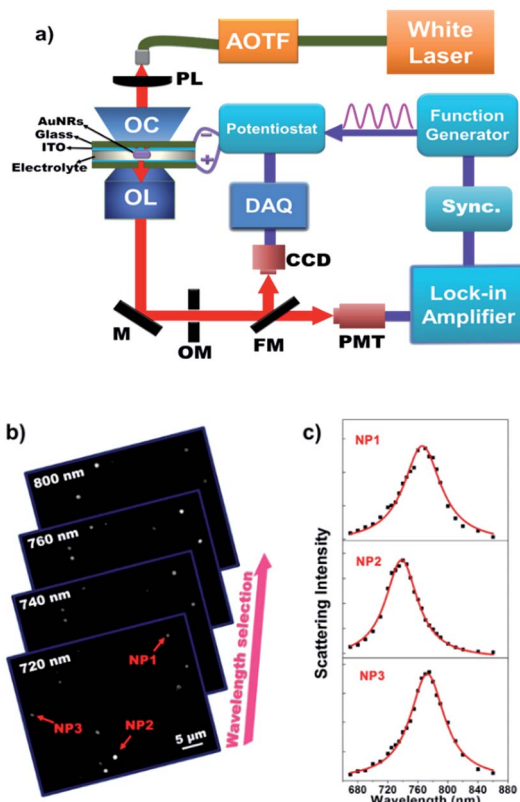 a)
AOTF
White
Laser
PL
OC
AuNRs
Glass
ITO
Electrolyte
OL
−
+
Potentiostat
Function
Generator
DAQ
Sync.
CCD
Lock-in
Amplifier
M
OM
FM
PMT
b)
800 nm
760 nm
740 nm
720 nm
NP1
NP3
NP2
5 μm
Wavelength selection
c)
Scattering Intensity
NP1
NP2
NP3
680 720 760 800 840 880
Wavelength (nm)